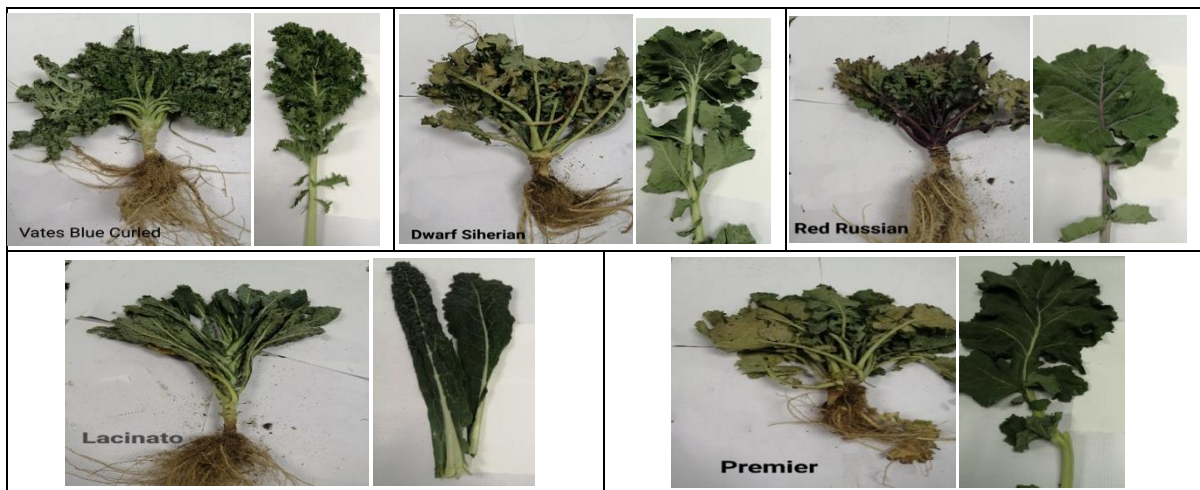 Vates Blue Curled
Dwarf Siherian
Red Russian
Lacinato
Premier